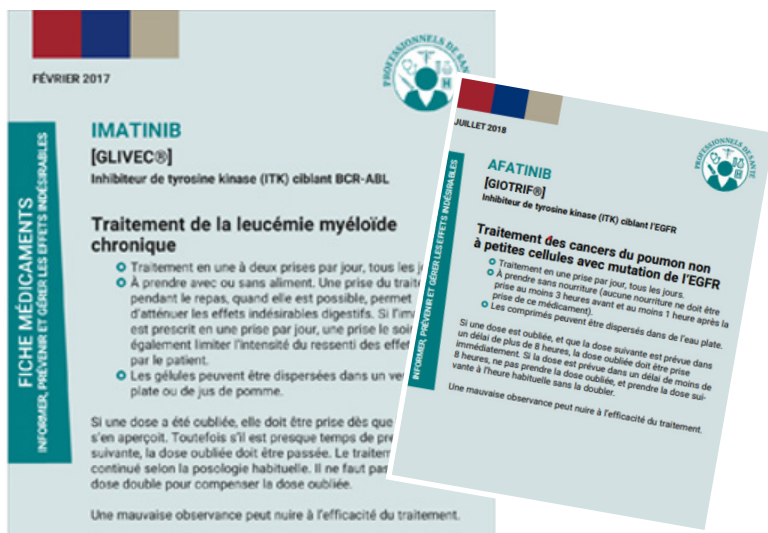 FÉVRIER 2017
PROFESSIONNELS DE SANTÉ
FICHE MÉDICAMENTS
INFORMER, PRÉVENIR ET GÉRER LES EFFETS INDÉSIRABLES
IMATINIB
[GLIVEC®]
Inhibiteur de tyrosine kinase (ITK) ciblant BCR-ABL
Traitement de la leucémie myéloïde
chronique
Traitement en une à deux prises par jour, tous les
À prendre avec ou sans aliment. Une prise du
pendant le repas, quand elle est possible, permet
d'atténuer les effets indésirables digestifs. Si
est prescrit en une prise par jour, une prise le
également limiter l'intensité du ressenti des
par le patient.
Les gélules peuvent être dispersées dans un
plate ou de jus de pomme.
Si une dose a été oubliée, elle doit être prise dès que
s'en aperçoit. Toutefois s'il est presque temps de
suivante, la dose oubliée doit être passée. Le
continué selon la posologie habituelle. Il ne faut pas
dose double pour compenser la dose oubliée.
Une mauvaise observance peut nuire à l'efficacité du traitement.
JUILLET 2018
PROFESSIONNELS DE SANTÉ
INFORMER, PRÉVENIR ET GÉRER LES EFFETS INDÉSIRABLES
AFATINIB
[GIOTRIF®]
Inhibiteur de tyrosine kinase (ITK) ciblant l'EGFR
Traitement des cancers du poumon non
à petites cellules avec mutation de l'EGFR
Traitement en une prise par jour, tous les jours.
À prendre sans nourriture (aucune nourriture ne doit être
prise au moins 3 heures avant et au moins 1 heure après la
prise de ce médicament).
Les comprimés peuvent être dispersés dans de l'eau plate.
Si une dose est oubliée, et que la dose suivante est prévue dans
un délai de plus de 8 heures, la dose oubliée doit être prise
immédiatement. Si la dose est prévue dans un délai de moins de
8 heures, ne pas prendre la dose oubliée, et prendre la dose sui-
vante à l'heure habituelle sans la doubler.
Une mauvaise observance peut nuire à l'efficacité du traitement.